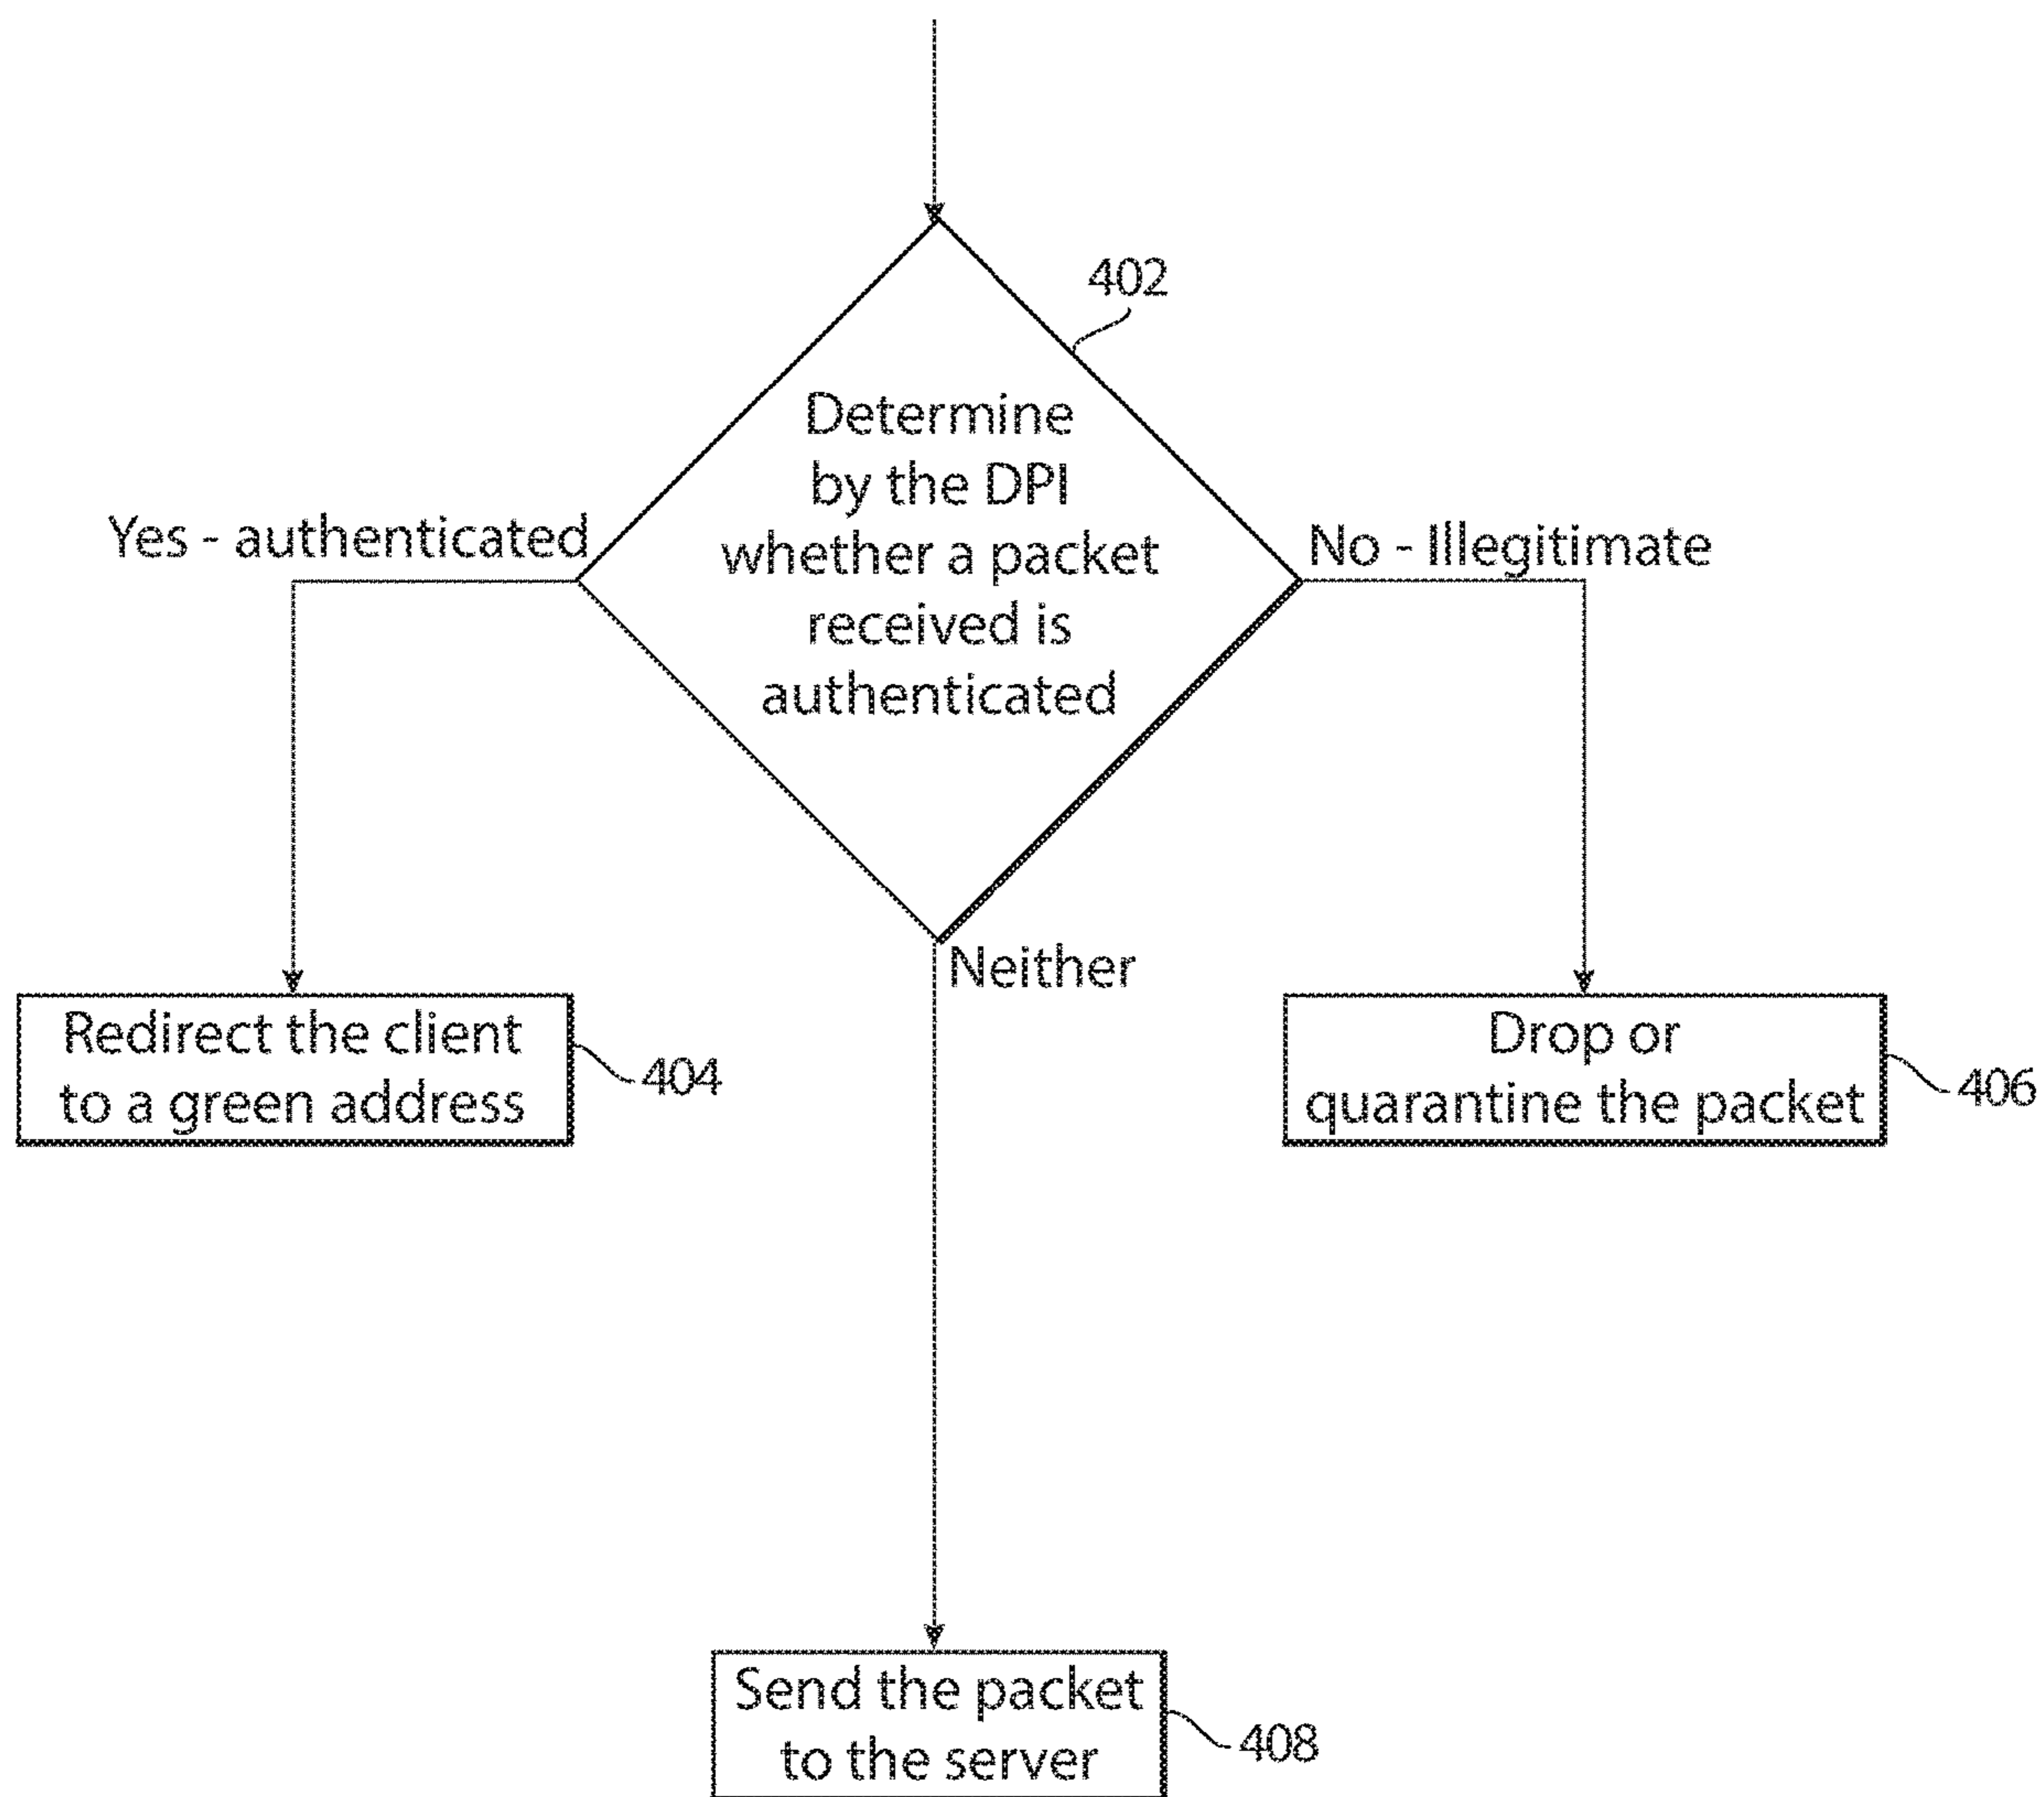 402
Determine
by the DPI
whether a packet
received is
authenticated
Yes - authenticated
No - Illegitimate
Neither
Redirect the client
to a green address
404
Drop or
quarantine the packet
406
Send the packet
to the server
408